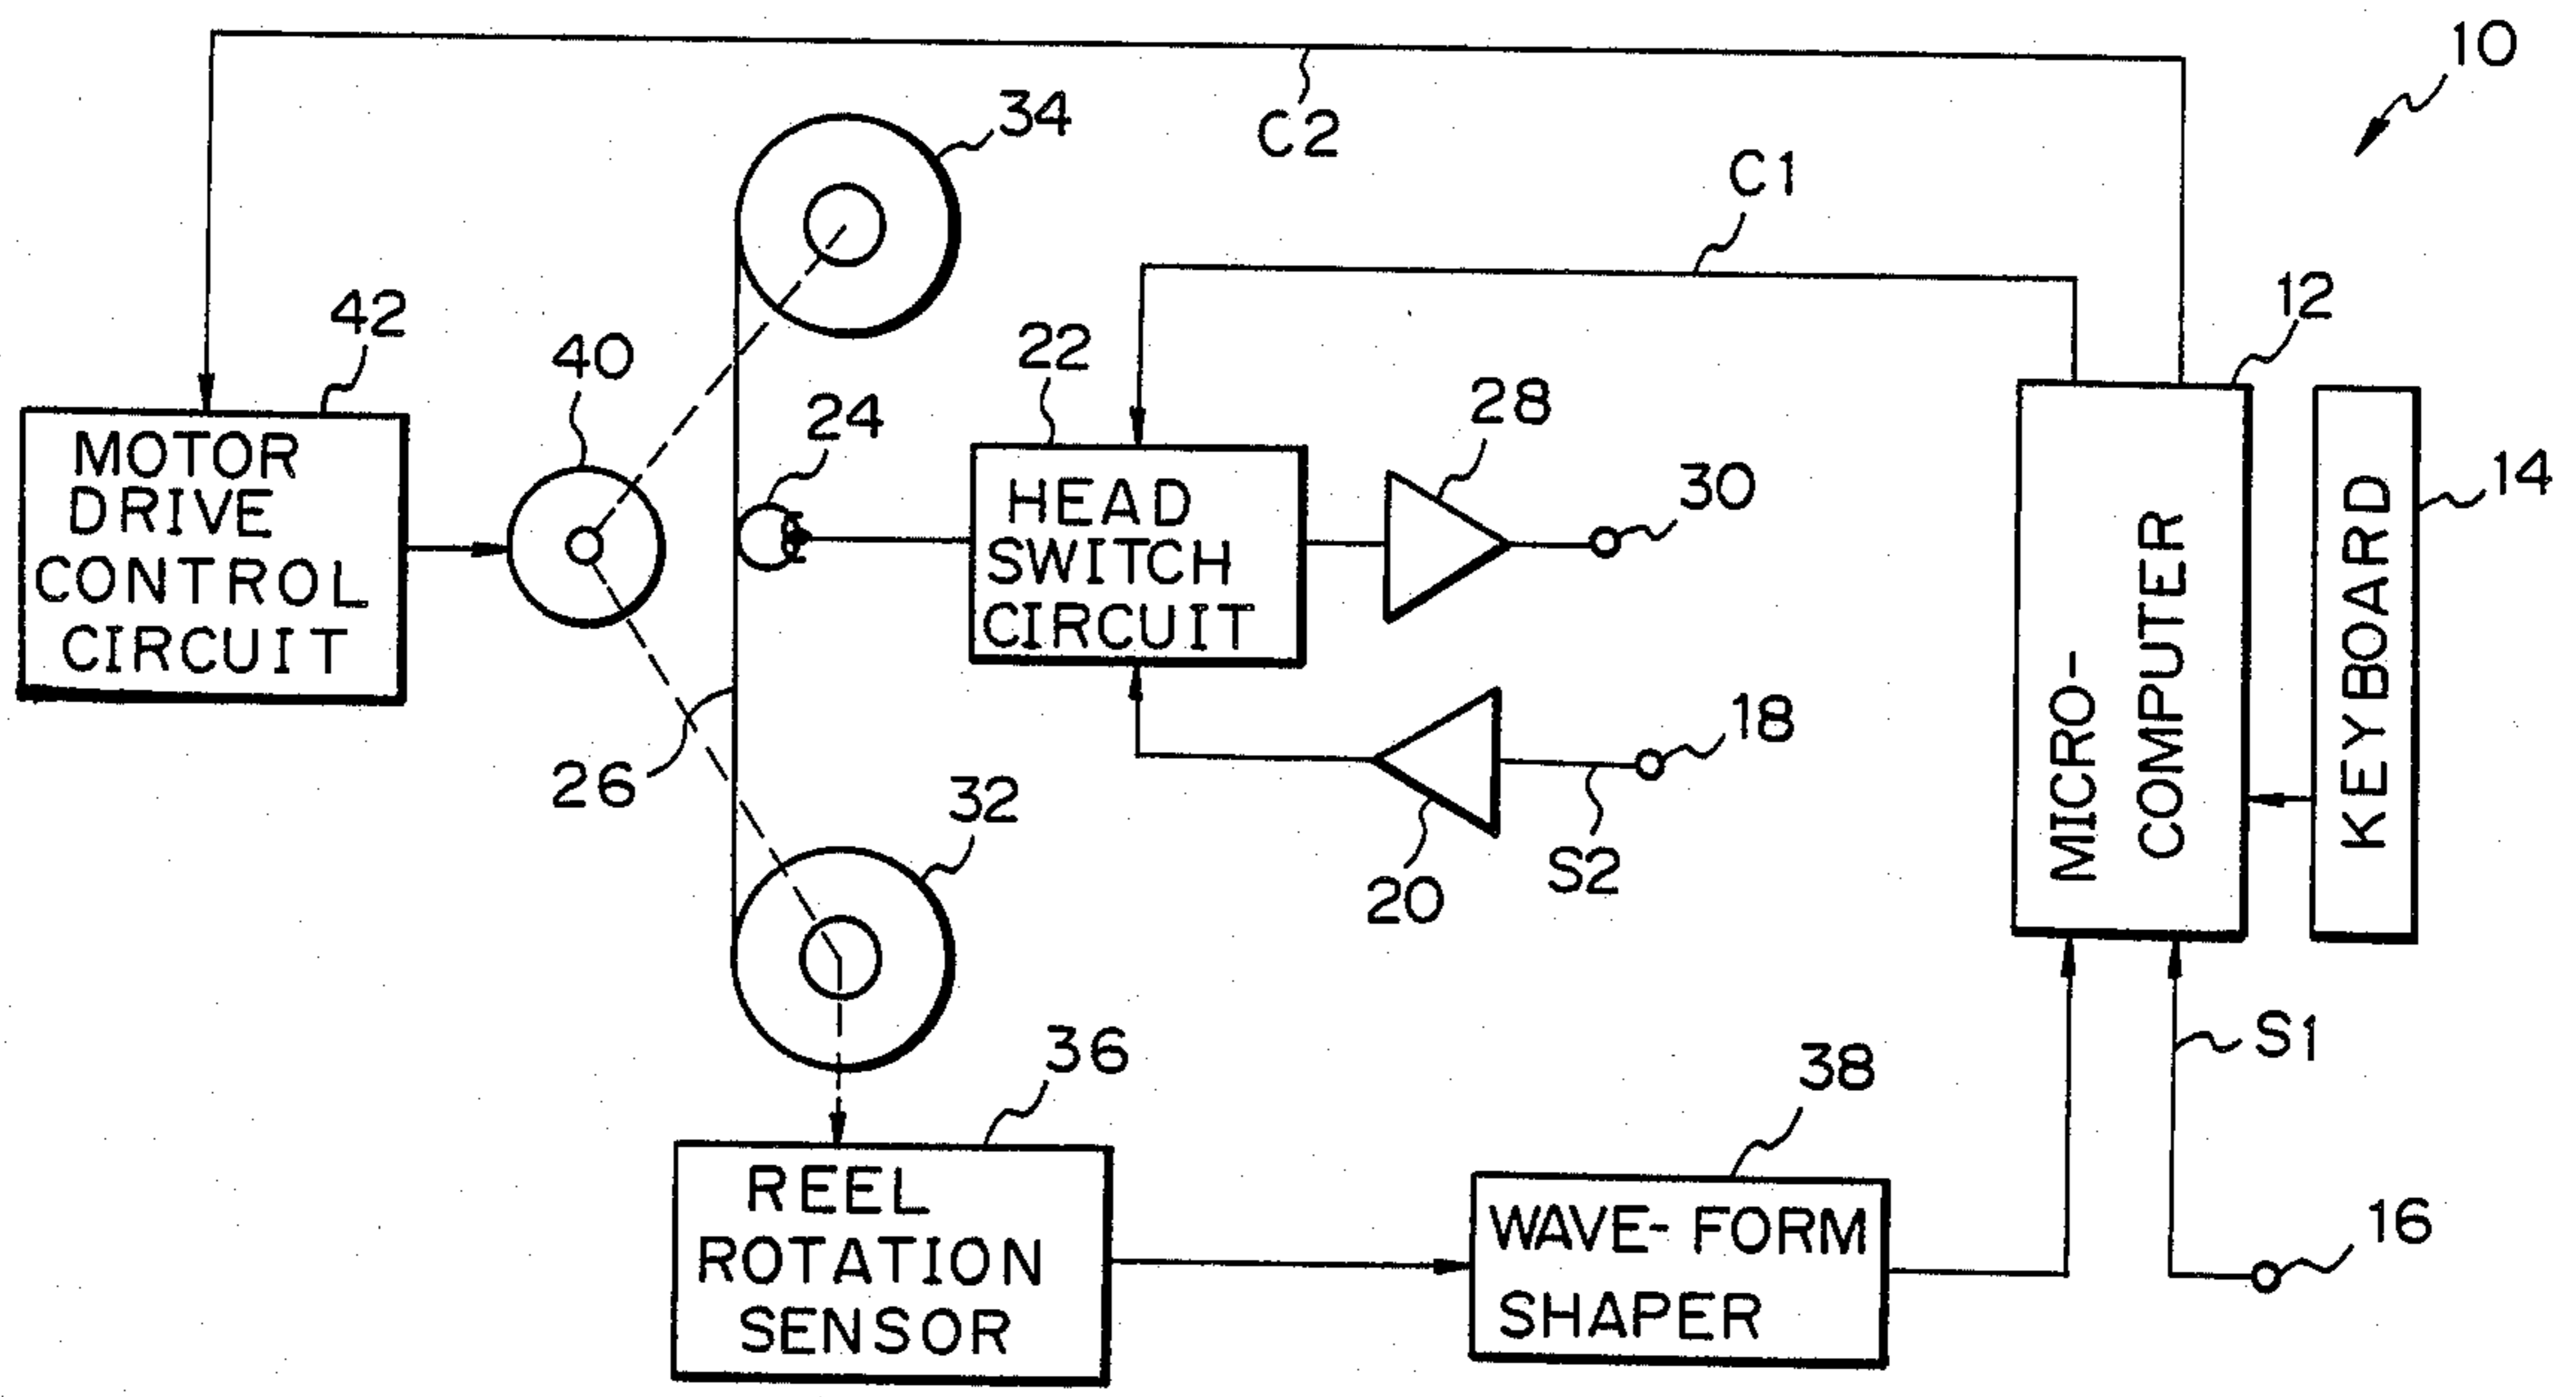 10
C2
34
C1
12
42
40
22
24
28
30
14
MOTOR
DRIVE
CONTROL
CIRCUIT
HEAD
SWITCH
CIRCUIT
MICRO-
COMPUTER
KEYBOARD
26
32
18
S2
20
36
38
S1
16
REEL
ROTATION
SENSOR
WAVE-FORM
SHAPER